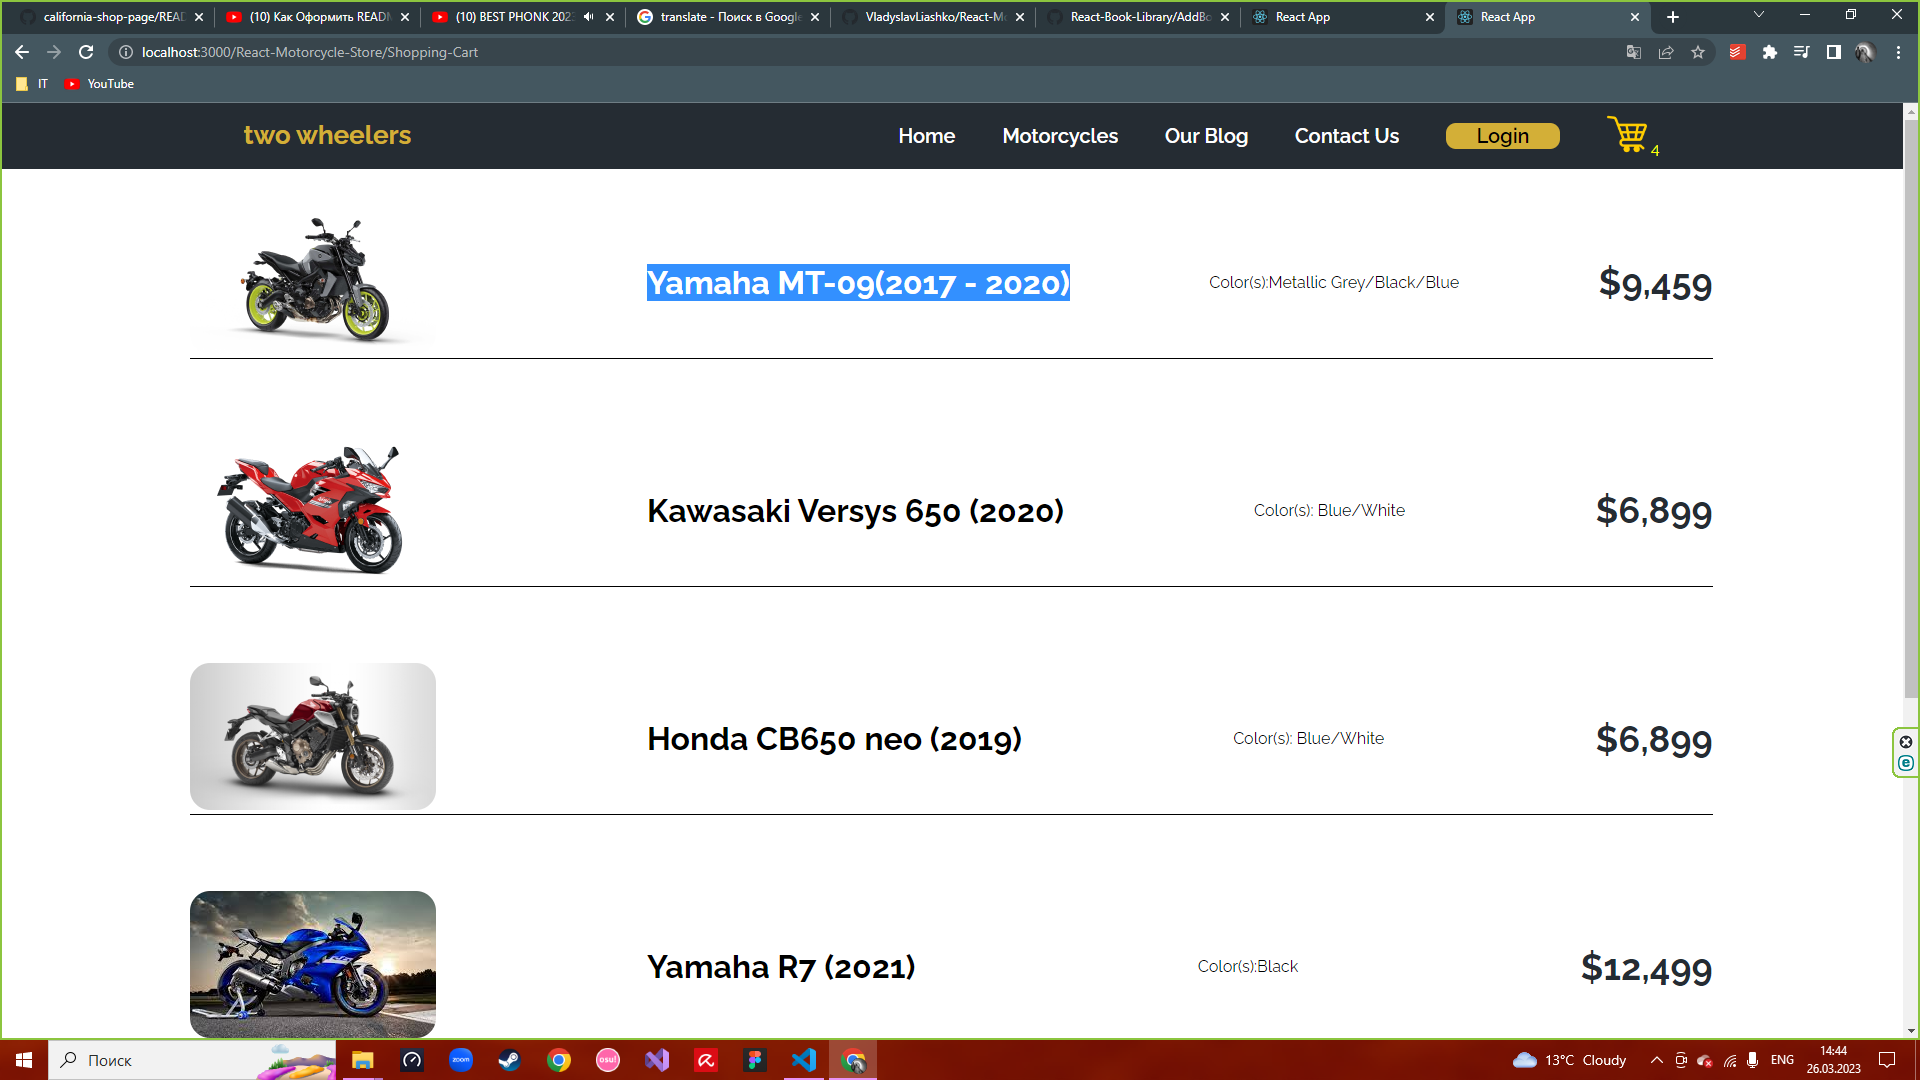 california-shop-page/READ
(10) Как Оформить READM
(10) BEST PHONK 202
translate - Поиск в Google
VladyslavLiashko/React-Mo
React-Book-Library/AddBo
React App
React App
localhost:3000/React-Motorcycle-Store/Shopping-Cart
IT
YouTube
two wheelers
Home
Motorcycles
Our Blog
Contact Us
Login
4
Yamaha MT-09(2017 - 2020)
Color(s):Metallic Grey/Black/Blue
$9,459
Kawasaki Versys 650 (2020)
Color(s): Blue/White
$6,899
Honda CB650 neo (2019)
Color(s): Blue/White
$6,899
Yamaha R7 (2021)
Color(s):Black
$12,499
Поиск
zoom
osu!
13°C Cloudy
ENG
14:44
26.03.2023